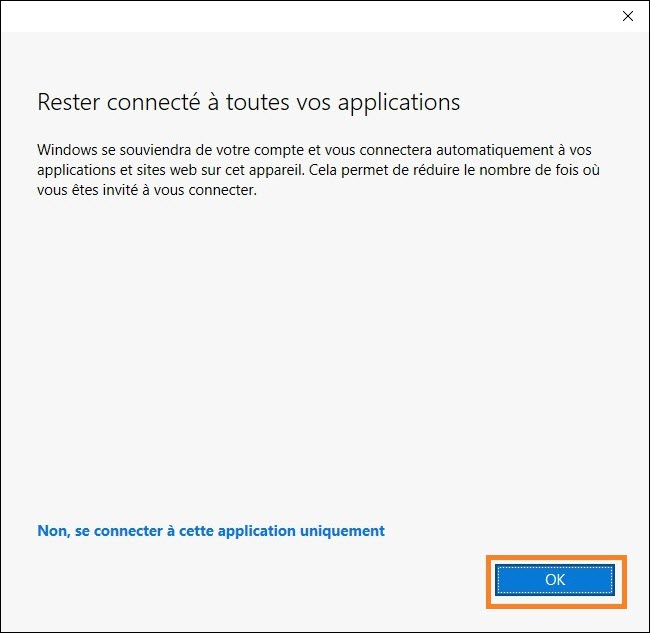 Rester connecté à toutes vos applications
Windows se souviendra de votre compte et vous connectera automatiquement à vos
applications et sites web sur cet appareil. Cela permet de réduire le nombre de fois où
vous êtes invité à vous connecter.
Non, se connecter à cette application uniquement
OK